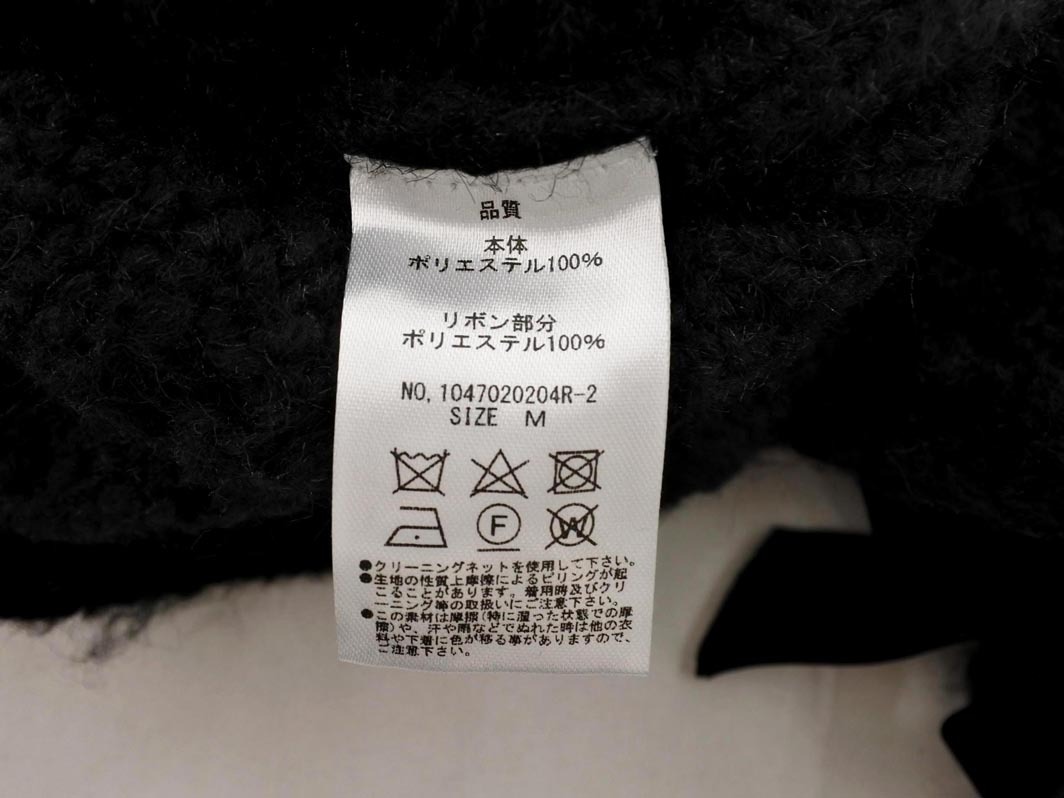 品質
本体
ポリエステル100%
リボン部分
ポリエステル100%
NO,1047020204R-2
SIZE M
F
W
●クリーニングネットを使用して下さい。
●生地の性質上摩擦によるピリングが起
こることがあります。着用時及びクリ
ーニング等の取扱いにご注意下さい。
●この素材は摩擦(特に湿った状態での摩
擦)や、汗や雨などでぬれた時は他の衣
料や下着に色が移る事がありますので、
ご注意下さい。